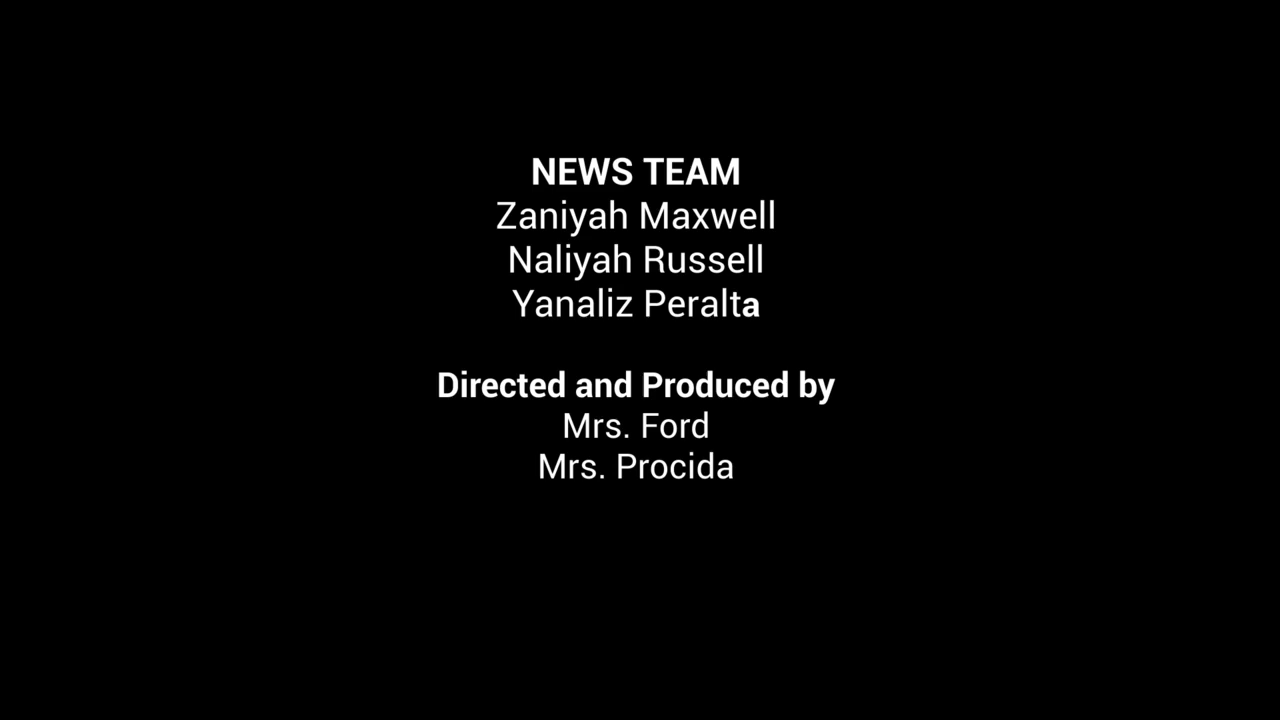 NEWS TEAM
Zaniyah Maxwell
Naliyah Russell
Yanaliz Peralta
Directed and Produced by
Mrs. Ford
Mrs. Procida